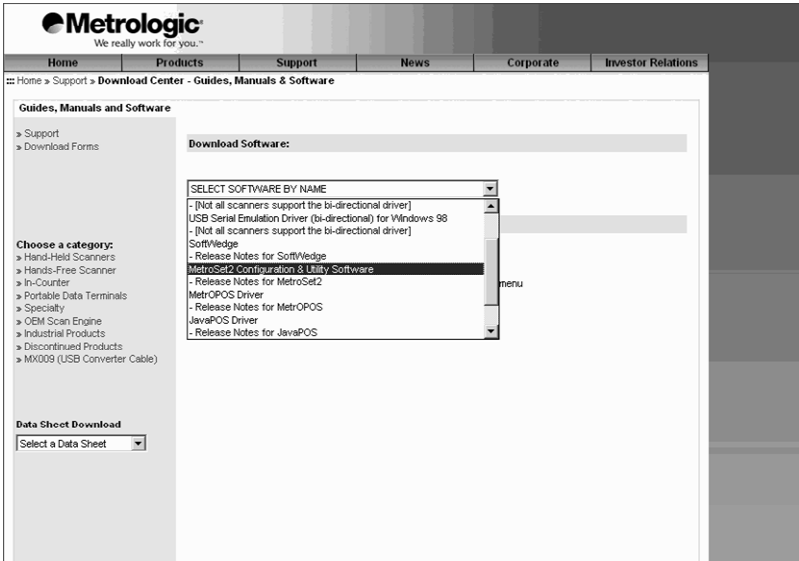 Metrologic
We really work for you.™
Home Products Support News Corporate Investor Relations
::: Home » Support » Download Center - Guides, Manuals & Software
Guides, Manuals and Software
» Support
» Download Forms
Download Software:
SELECT SOFTWARE BY NAME
- [Not all scanners support the bi-directional driver]
USB Serial Emulation Driver (bi-directional) for Windows 98
- [Not all scanners support the bi-directional driver]
SoftWedge
- Release Notes for SoftWedge
MetroSet2 Configuration & Utility Software
- Release Notes for MetroSet2
menu
MetrOPOS Driver
- Release Notes for MetrOPOS
JavaPOS Driver
- Release Notes for JavaPOS
Choose a category:
» Hand-Held Scanners
» Hands-Free Scanner
» In-Counter
» Portable Data Terminals
» Specialty
» OEM Scan Engine
» Industrial Products
» Discontinued Products
» MX009 (USB Converter Cable)
Data Sheet Download
Select a Data Sheet